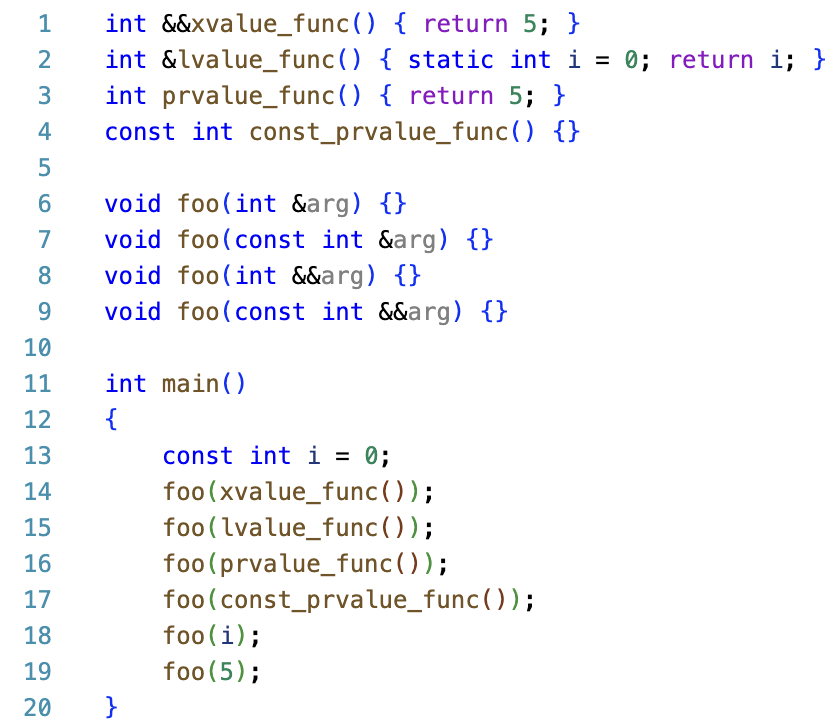 1 int &&xvalue_func() { return 5; }
2 int &lvalue_func() { static int i = 0; return i; }
3 int prvalue_func() { return 5; }
4 const int const_prvalue_func() {}
5
6 void foo(int &arg) {}
7 void foo(const int &arg) {}
8 void foo(int &&arg) {}
9 void foo(const int &&arg) {}
10
11 int main()
12 {
13     const int i = 0;
14     foo(xvalue_func());
15     foo(lvalue_func());
16     foo(prvalue_func());
17     foo(const_prvalue_func());
18     foo(i);
19     foo(5);
20 }